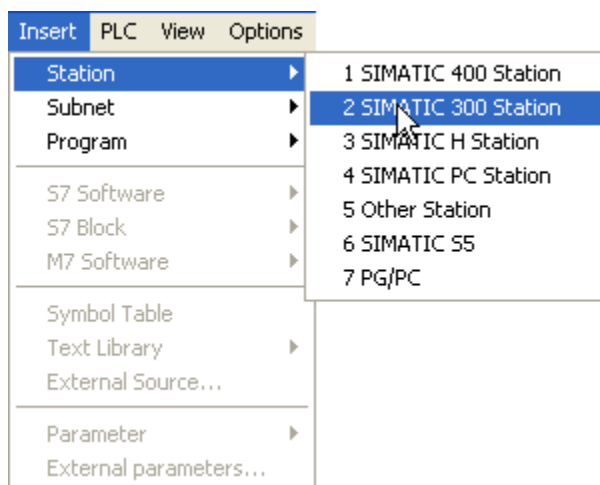 Insert PLC View Options
Station
Subnet
Program
S7 Software
S7 Block
M7 Software
Symbol Table
Text Library
External Source...
Parameter
External parameters...
1 SIMATIC 400 Station
2 SIMATIC 300 Station
3 SIMATIC H Station
4 SIMATIC PC Station
5 Other Station
6 SIMATIC S5
7 PG/PC